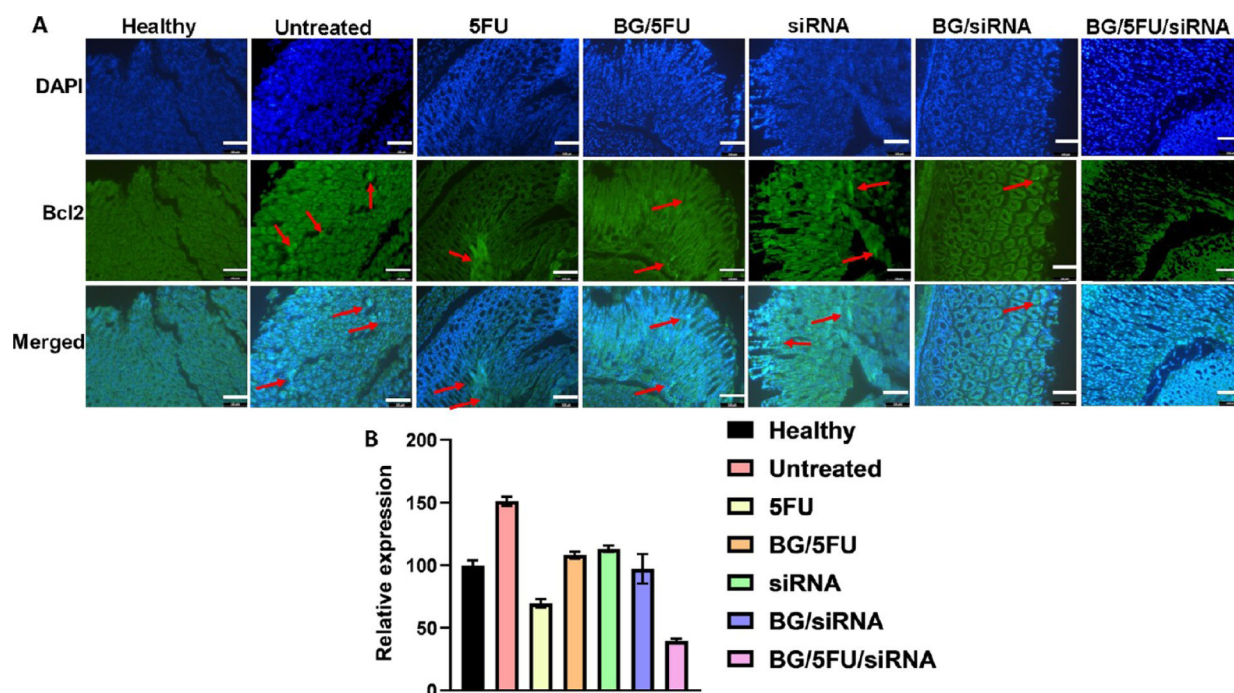 A
Healthy Untreated 5FU BG/5FU siRNA BG/siRNA BG/5FU/siRNA
DAPI
Bcl2
Merged
B
Relative expression
200
150
100
50
0
Healthy
Untreated
5FU
BG/5FU
siRNA
BG/siRNA
BG/5FU/siRNA